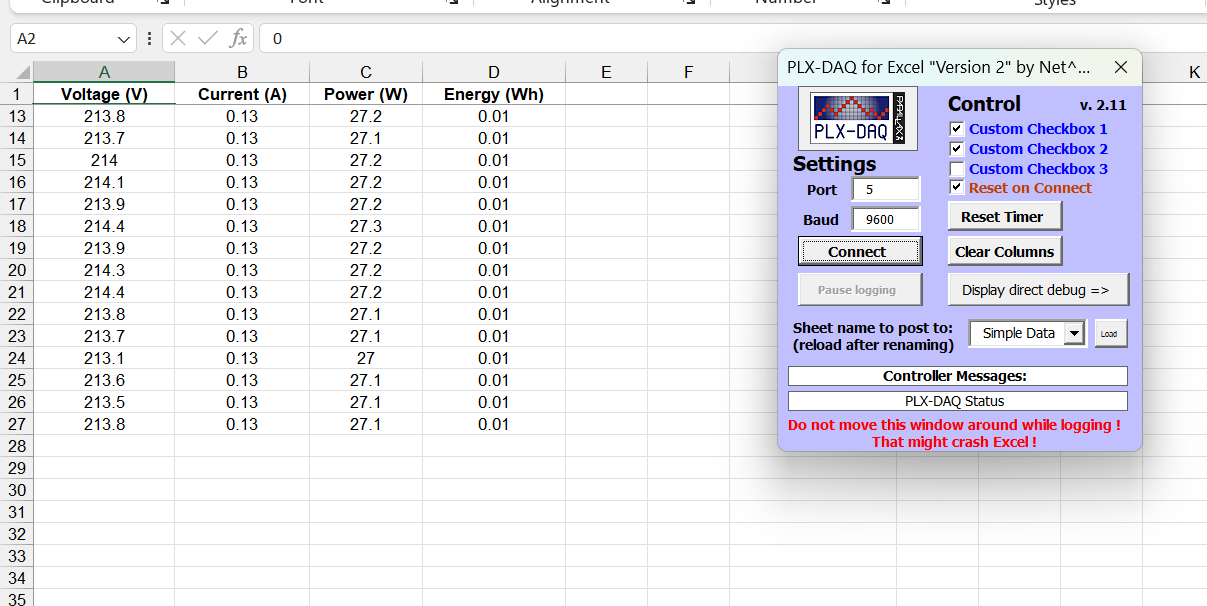 Clipboard Font Alignment Number Styles
A2 fx 0
A B C D E F K
1 Voltage (V) Current (A) Power (W) Energy (Wh)
13 213.8 0.13 27.2 0.01
14 213.7 0.13 27.1 0.01
15 214 0.13 27.2 0.01
16 214.1 0.13 27.2 0.01
17 213.9 0.13 27.2 0.01
18 214.4 0.13 27.3 0.01
19 213.9 0.13 27.2 0.01
20 214.3 0.13 27.2 0.01
21 214.4 0.13 27.2 0.01
22 213.8 0.13 27.1 0.01
23 213.7 0.13 27.1 0.01
24 213.1 0.13 27 0.01
25 213.6 0.13 27.1 0.01
26 213.5 0.13 27.1 0.01
27 213.8 0.13 27.1 0.01
28
29
30
31
32
33
34
35
PLX-DAQ for Excel "Version 2" by Net^...
PLX-DAQ
PARALLAX
Control v. 2.11
Custom Checkbox 1
Custom Checkbox 2
Custom Checkbox 3
Reset on Connect
Settings
Port 5
Baud 9600
Reset Timer
Connect
Clear Columns
Pause logging
Display direct debug =>
Sheet name to post to:
(reload after renaming)
Simple Data
Load
Controller Messages:
PLX-DAQ Status
Do not move this window around while logging !
That might crash Excel !